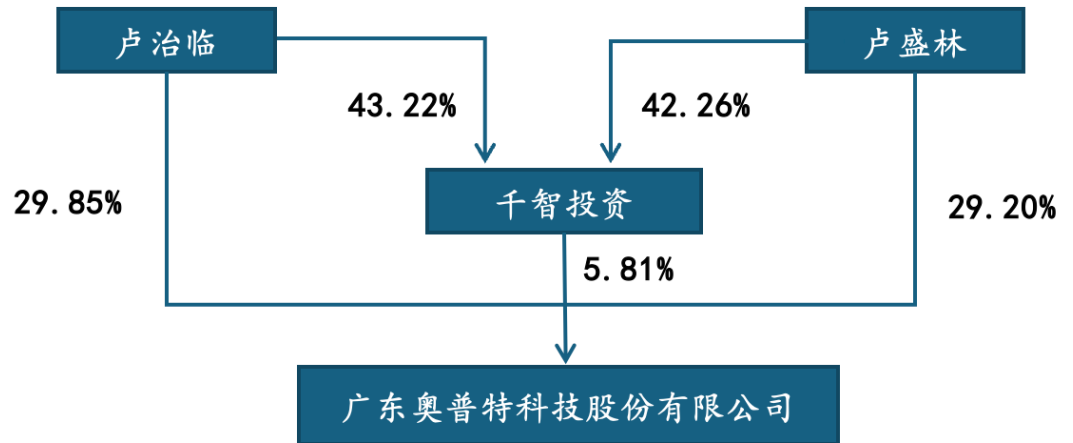 卢治临
卢盛林
43.22%
42.26%
29.85%
千智投资
29.20%
5.81%
广东奥普特科技股份有限公司